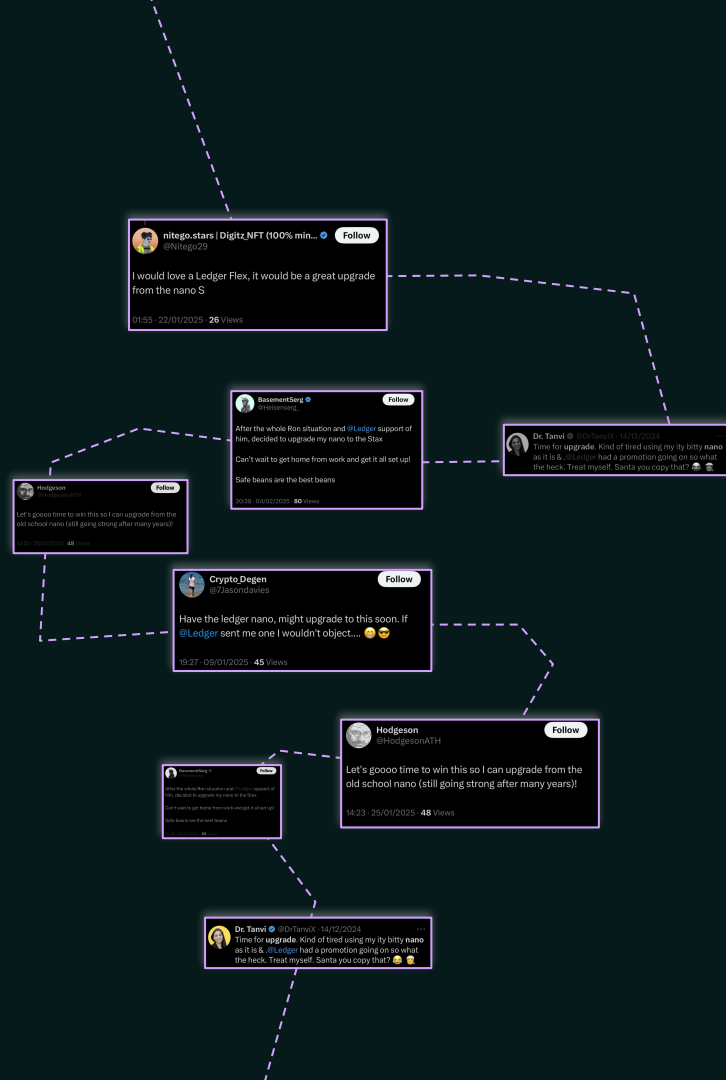 nitego.stars | Digitz_NFT (100% min... Follow
@Nitego29
I would love a Ledger Flex, it would be a great upgrade
from the nano S
01:55 · 22/01/2025 · 26 Views
BasementSerg Follow
@Heisenserg_
After the whole Ron situation and @Ledger support of
him, decided to upgrade my nano to the Stax
Can't wait to get home from work and get it all set up!
Safe beans are the best beans
20:38 · 04/02/2025 · 80 Views
Dr. Tanvi @DrTanviX · 14/12/2024
Time for upgrade. Kind of tired using my ity bitty nano
as it is & .@Ledger had a promotion going on so what
the heck. Treat myself. Santa you copy that? 😂 🎅
Hodgeson Follow
@HodgesonATH
Let's goooo time to win this so I can upgrade from the
old school nano (still going strong after many years)!
14:23 · 25/01/2025 · 48 Views
Crypto_Degen Follow
@7Jasondavies
Have the ledger nano, might upgrade to this soon. If
@Ledger sent me one I wouldn't object.... 😁 😎
19:27 · 09/01/2025 · 45 Views
Hodgeson Follow
@HodgesonATH
Let's goooo time to win this so I can upgrade from the
old school nano (still going strong after many years)!
14:23 · 25/01/2025 · 48 Views
BasementSerg Follow
After the whole Ron situation and @Ledger support of
him, decided to upgrade my nano to the Stax
Can't wait to get home from work and get it all set up!
Safe beans are the best beans
Dr. Tanvi @DrTanviX · 14/12/2024 ...
Time for upgrade. Kind of tired using my ity bitty nano
as it is & .@Ledger had a promotion going on so what
the heck. Treat myself. Santa you copy that? 😂 🎅